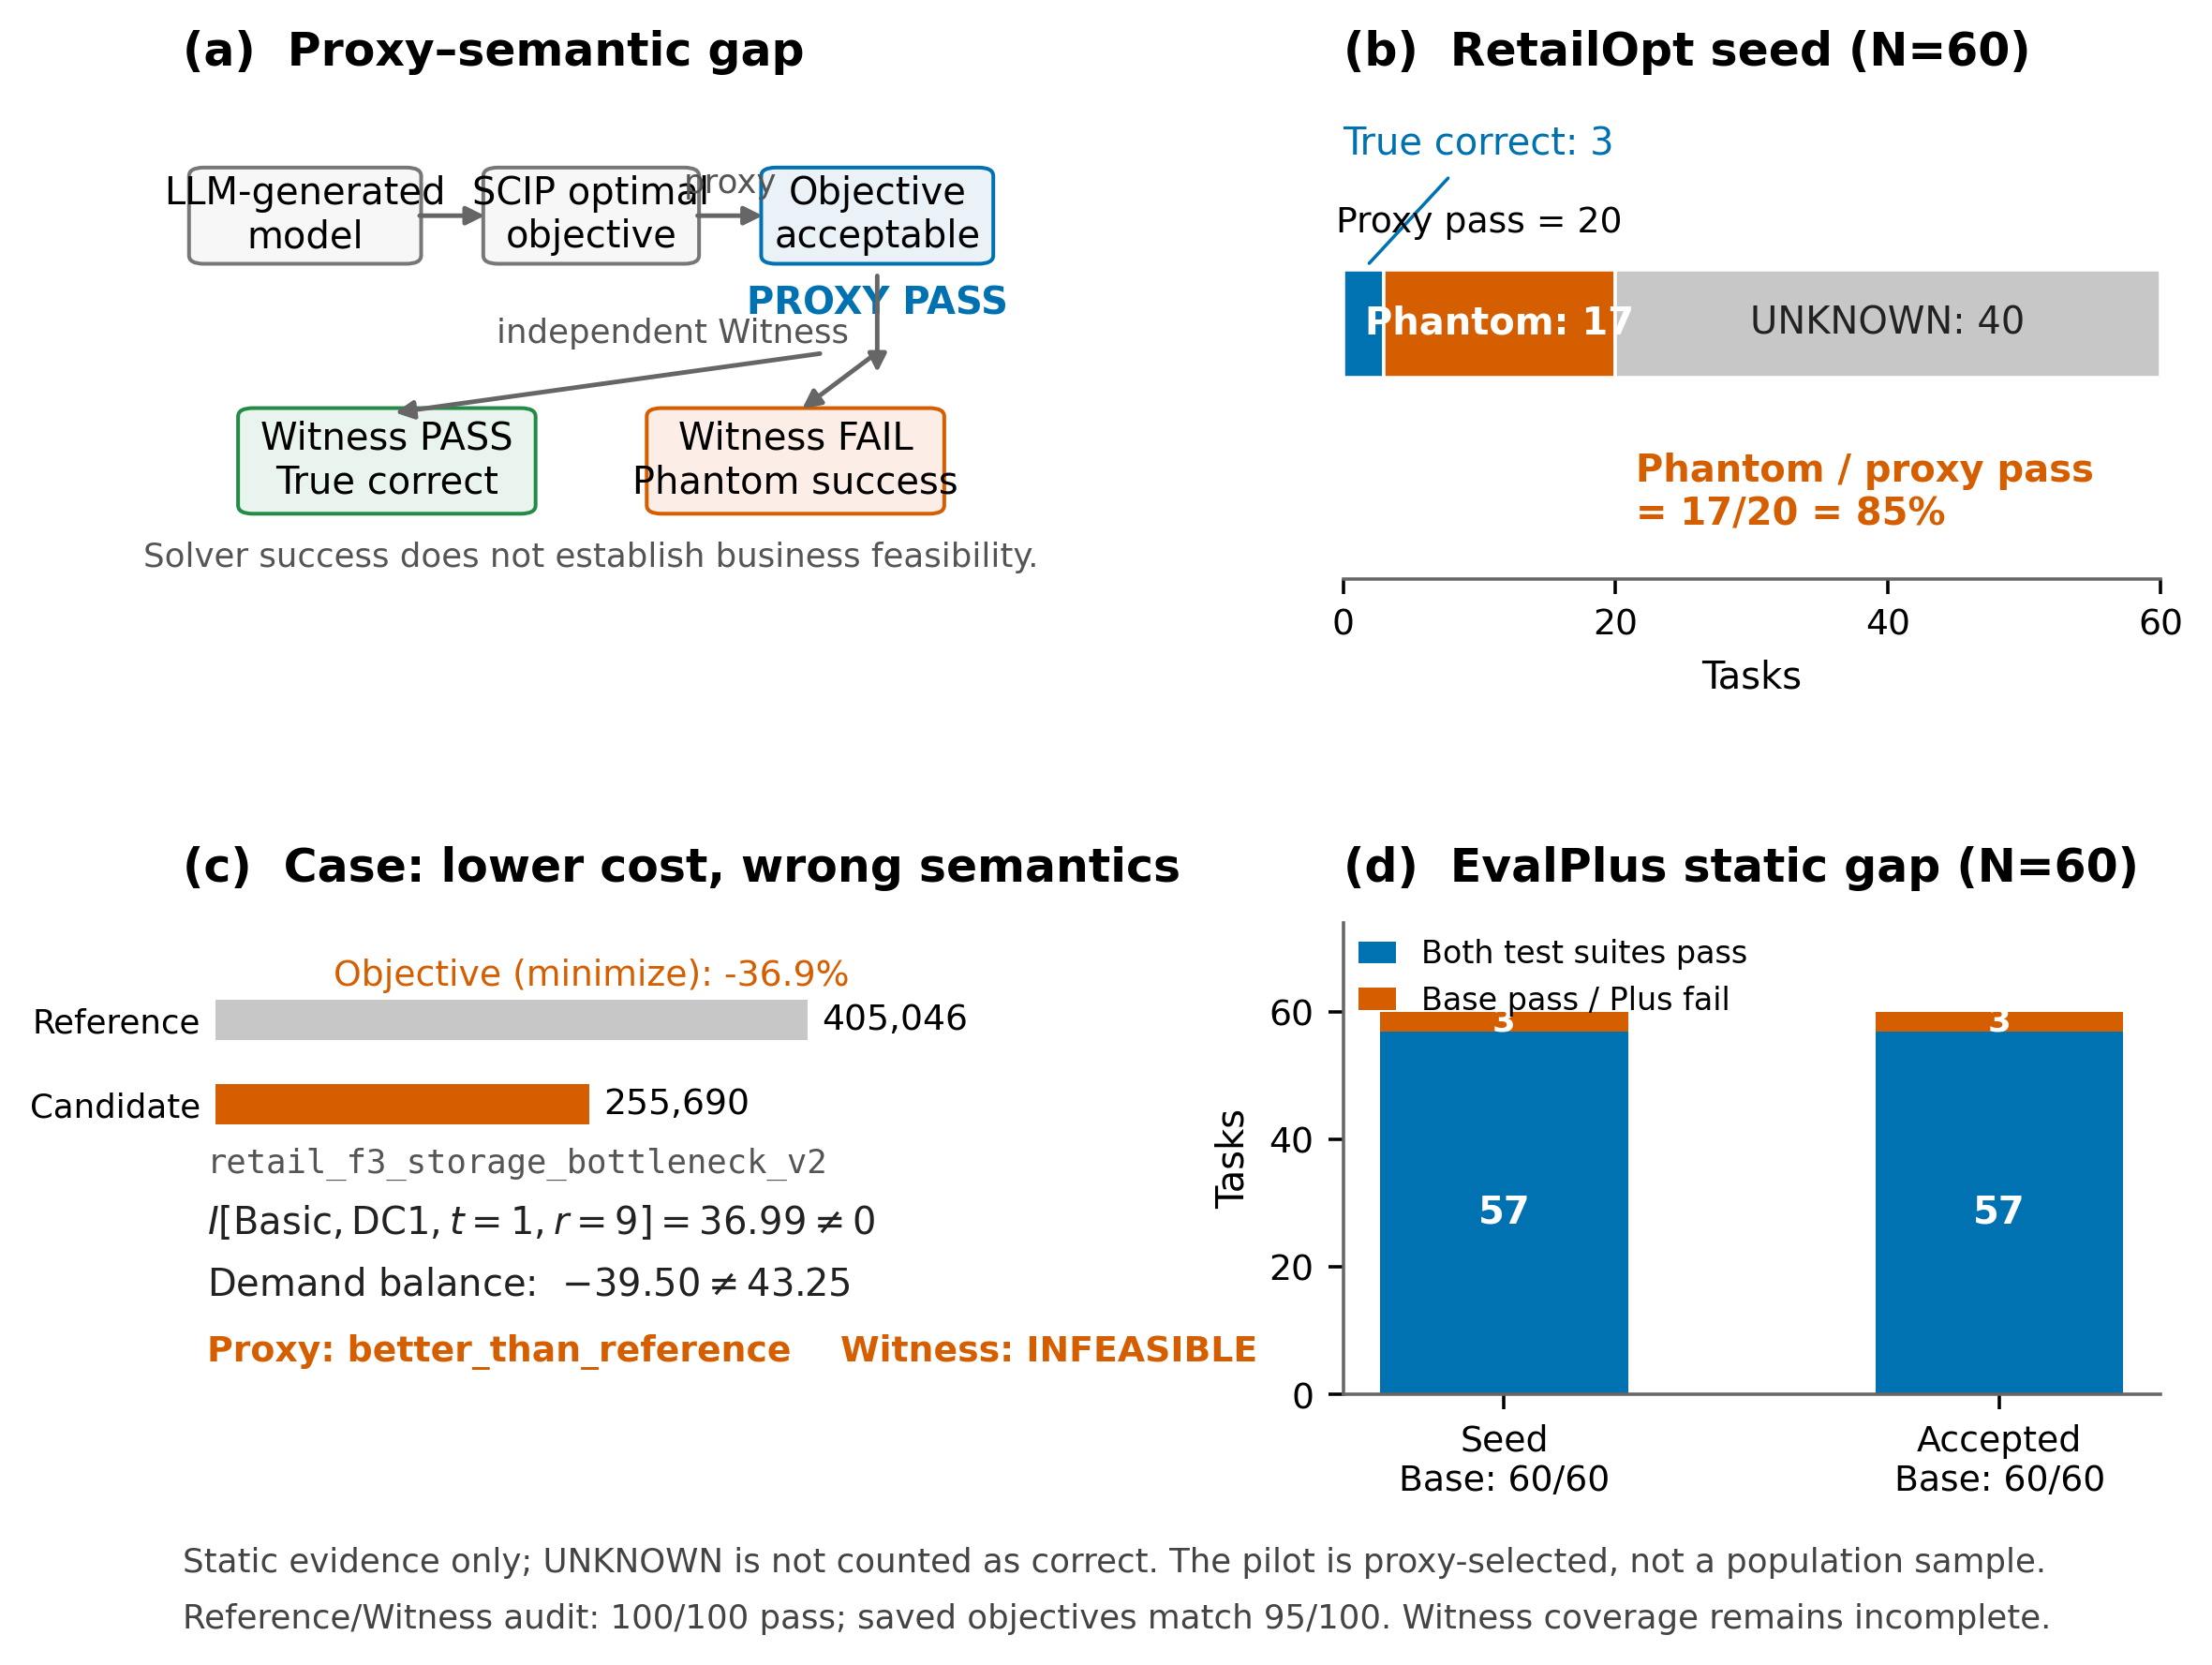 (a) Proxy–semantic gap
LLM-generated
model
SCIP optimal
objective
proxy
Objective
acceptable
PROXY PASS
independent Witness
Witness PASS
True correct
Witness FAIL
Phantom success
Solver success does not establish business feasibility.
(b) RetailOpt seed (N=60)
True correct: 3
Proxy pass = 20
Phantom: 17
UNKNOWN: 40
Phantom / proxy pass
= 17/20 = 85%
0 20 40 60
Tasks
(c) Case: lower cost, wrong semantics
Objective (minimize): -36.9%
Reference 405,046
Candidate 255,690
retail_f3_storage_bottleneck_v2
I[Basic, DC1, t = 1, r = 9] = 36.99 ≠ 0
Demand balance: −39.50 ≠ 43.25
Proxy: better_than_reference Witness: INFEASIBLE
(d) EvalPlus static gap (N=60)
Both test suites pass
Base pass / Plus fail
60
40
20
0
Tasks
3
57
3
57
Seed
Base: 60/60
Accepted
Base: 60/60
Static evidence only; UNKNOWN is not counted as correct. The pilot is proxy-selected, not a population sample.
Reference/Witness audit: 100/100 pass; saved objectives match 95/100. Witness coverage remains incomplete.